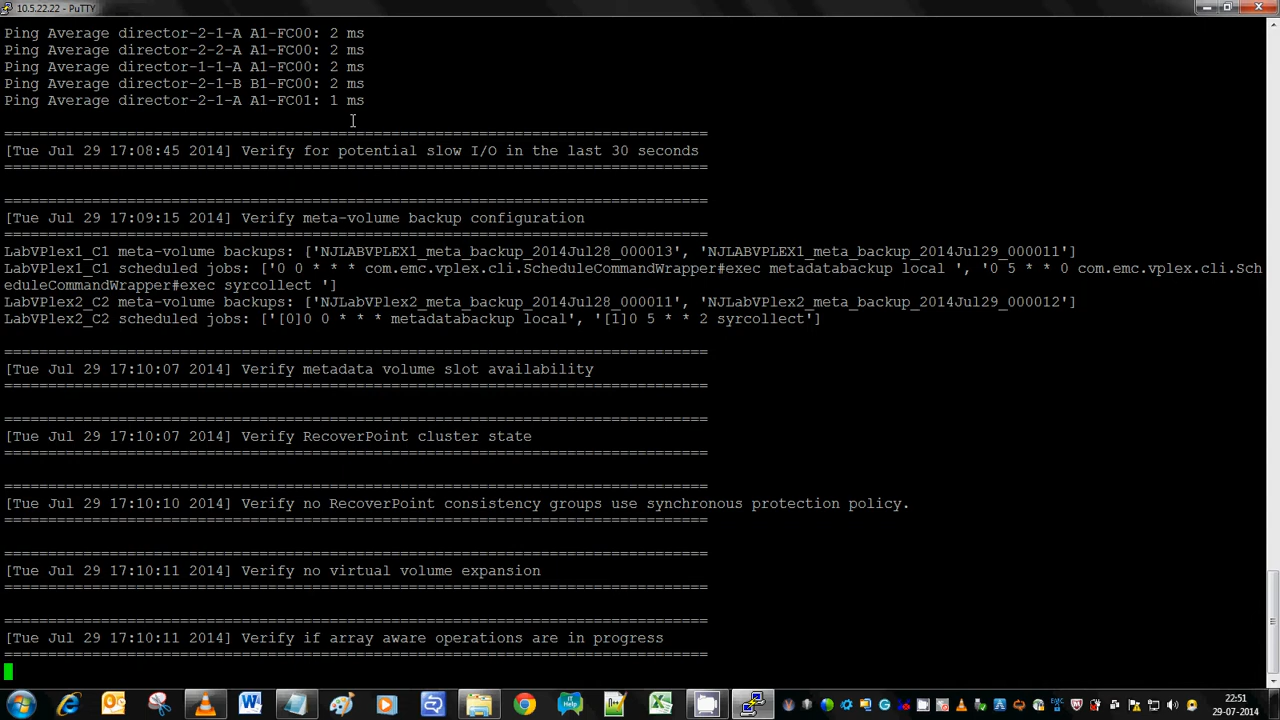 10.5.22.22 - PuTTY
Ping Average director-2-1-A A1-FC00: 2 ms
Ping Average director-2-2-A A1-FC00: 2 ms
Ping Average director-1-1-A A1-FC00: 2 ms
Ping Average director-2-1-B B1-FC00: 2 ms
Ping Average director-2-1-A A1-FC01: 1 ms
================================================================================
[Tue Jul 29 17:08:45 2014] Verify for potential slow I/O in the last 30 seconds
================================================================================
================================================================================
[Tue Jul 29 17:09:15 2014] Verify meta-volume backup configuration
================================================================================
LabVPlex1_C1 meta-volume backups: ['NJLABVPLEX1_meta_backup_2014Jul28_000013', 'NJLABVPLEX1_meta_backup_2014Jul29_000011']
LabVPlex1_C1 scheduled jobs: ['0 0 * * * com.emc.vplex.cli.ScheduleCommandWrapper#exec metadatabackup local ', '0 5 * * 0 com.emc.vplex.cli.Sch
eduleCommandWrapper#exec syrcollect ']
LabVPlex2_C2 meta-volume backups: ['NJLabVPlex2_meta_backup_2014Jul28_000011', 'NJLabVPlex2_meta_backup_2014Jul29_000012']
LabVPlex2_C2 scheduled jobs: ['[0]0 0 * * * metadatabackup local', '[1]0 5 * * 2 syrcollect']
================================================================================
[Tue Jul 29 17:10:07 2014] Verify metadata volume slot availability
================================================================================
================================================================================
[Tue Jul 29 17:10:07 2014] Verify RecoverPoint cluster state
================================================================================
================================================================================
[Tue Jul 29 17:10:10 2014] Verify no RecoverPoint consistency groups use synchronous protection policy.
================================================================================
================================================================================
[Tue Jul 29 17:10:11 2014] Verify no virtual volume expansion
================================================================================
================================================================================
[Tue Jul 29 17:10:11 2014] Verify if array aware operations are in progress
================================================================================
22:51
29-07-2014